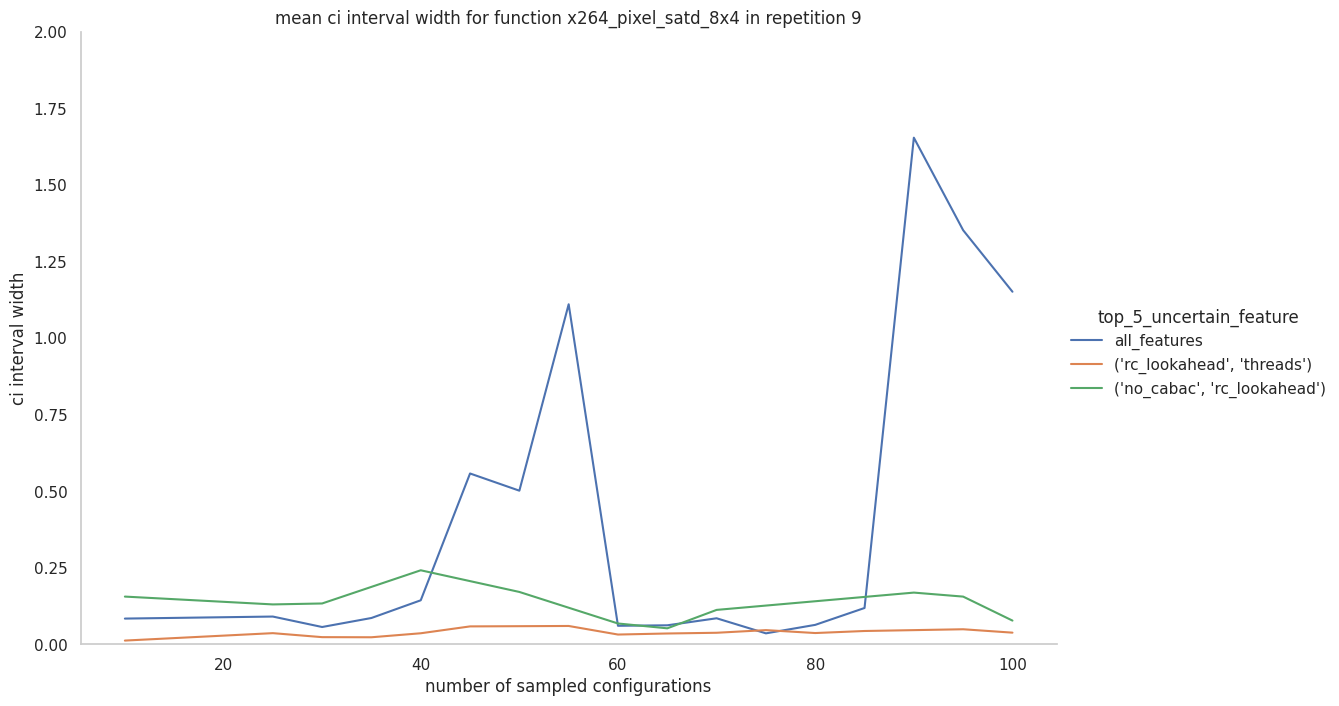 mean ci interval width for function x264_pixel_satd_8x4 in repetition 9
2.00
1.75
1.50
1.25
1.00
0.75
0.50
0.25
0.00
ci interval width
20
40
60
80
100
number of sampled configurations
top_5_uncertain_feature
all_features
('rc_lookahead', 'threads')
('no_cabac', 'rc_lookahead')